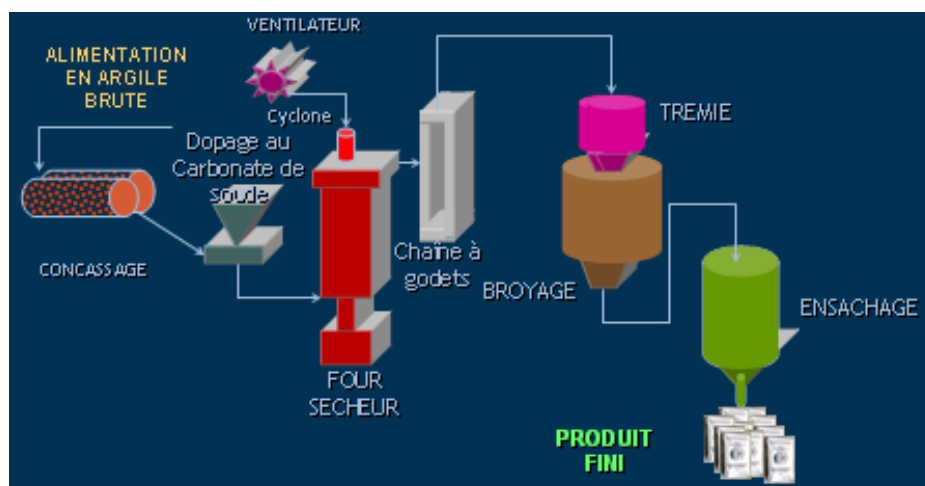 VENTILATEUR
ALIMENTATION
EN ARGILE
BRUTE
Cyclone
Dopage au
Carbonate de
soude
TREMIE
CONCASSAGE
Chaîne à
godets
BROYAGE
ENSACHAGE
FOUR
SECHEUR
PRODUIT
FINI